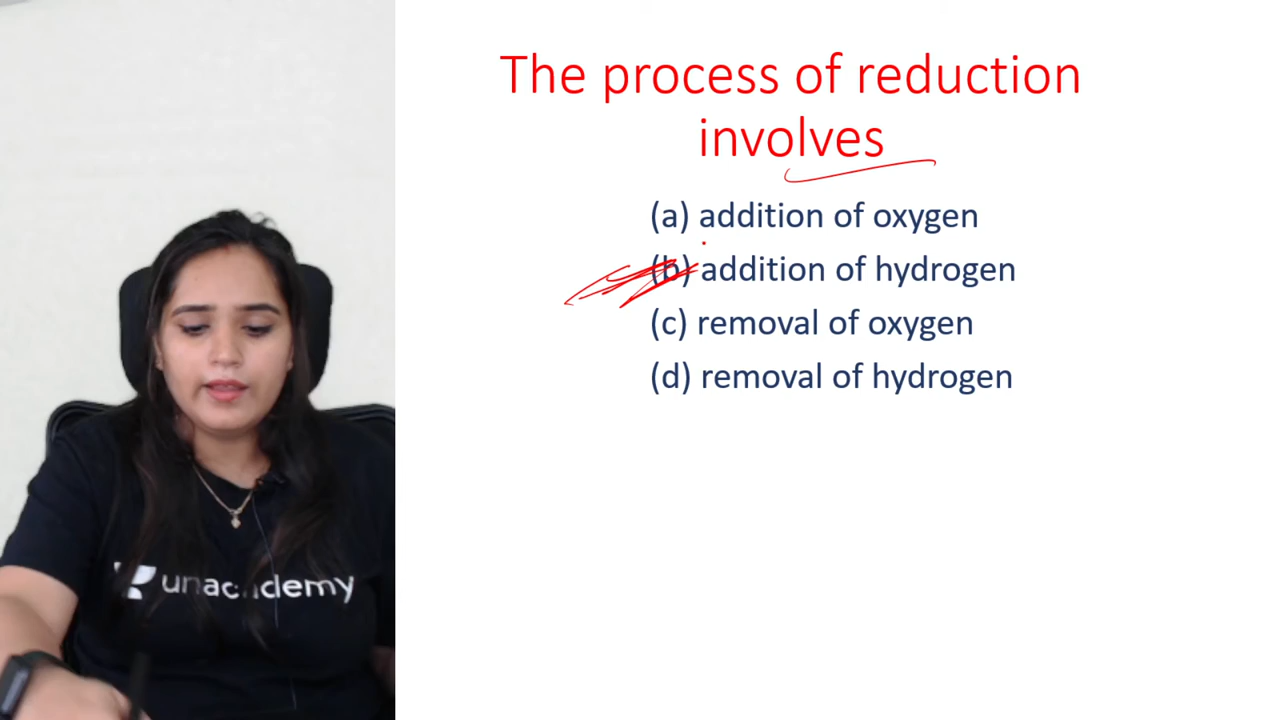 The process of reduction
involves
(a) addition of oxygen
(b) addition of hydrogen
(c) removal of oxygen
(d) removal of hydrogen
unacademy